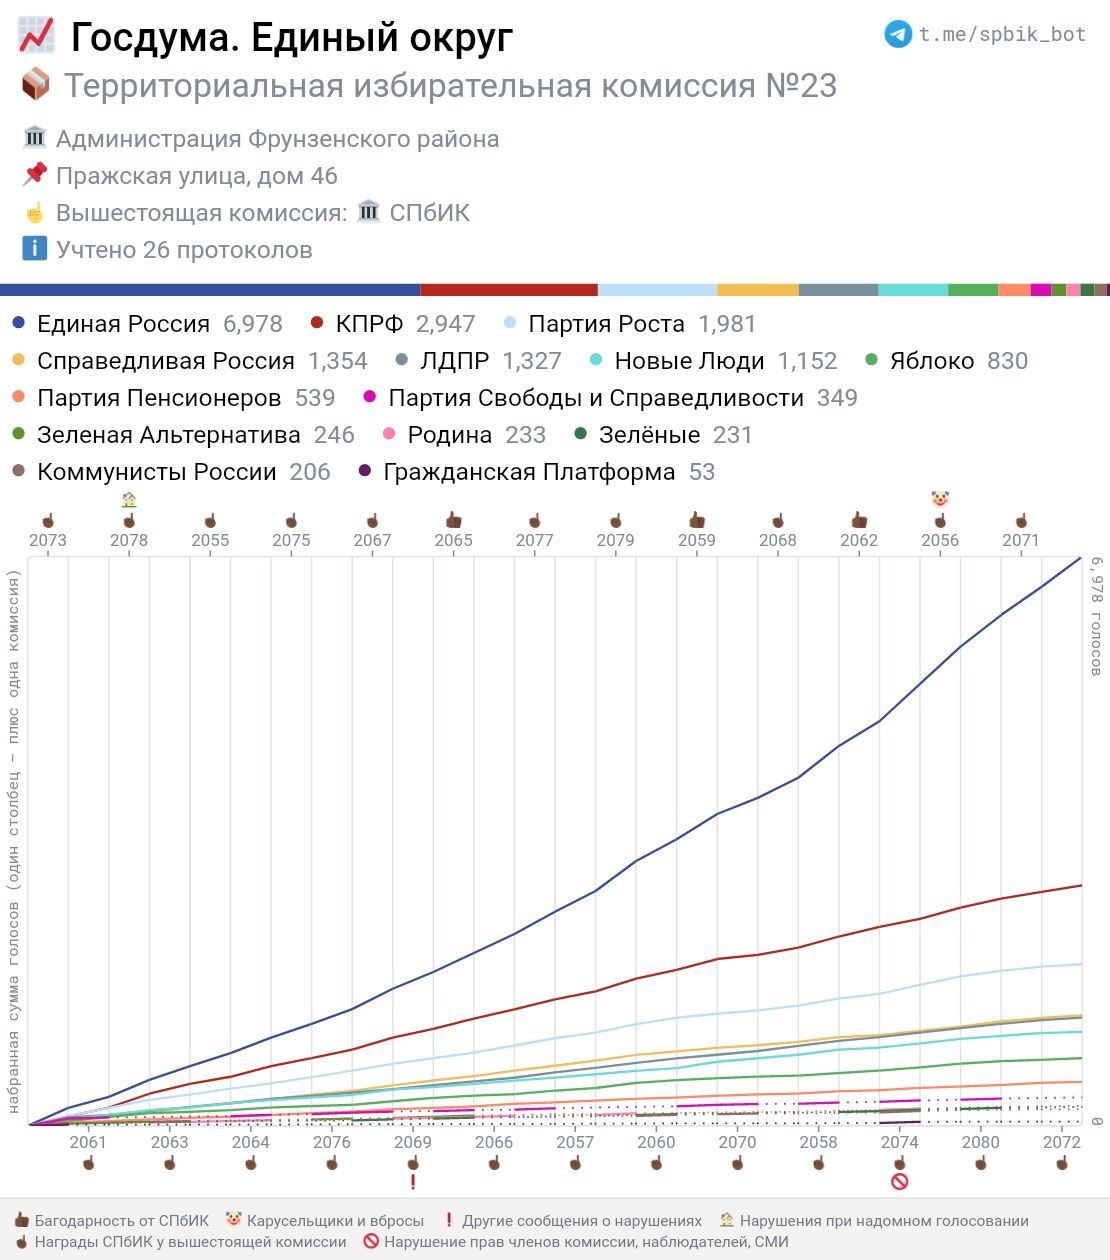 Госдума. Единый округ
t.me/spbik_bot
Территориальная избирательная комиссия №23
Администрация Фрунзенского района
Пражская улица, дом 46
Вышестоящая комиссия: СПбИК
Учтено 26 протоколов
Единая Россия 6,978 КПРФ 2,947 Партия Роста 1,981
Справедливая Россия 1,354 ЛДПР 1,327 Новые Люди 1,152 Яблоко 830
Партия Пенсионеров 539 Партия Свободы и Справедливости 349
Зеленая Альтернатива 246 Родина 233 Зелёные 231
Коммунисты России 206 Гражданская Платформа 53
2073 2078 2055 2075 2067 2065 2077 2079 2059 2068 2062 2056 2071
набранная сумма голосов (один столбец – плюс одна комиссия)
6,978 голосов
0
2061 2063 2064 2076 2069 2066 2057 2060 2070 2058 2074 2080 2072
Багодарность от СПбИК Карусельщики и вбросы Другие сообщения о нарушениях Нарушения при надомном голосовании
Награды СПбИК у вышестоящей комиссии Нарушение прав членов комиссии, наблюдателей, СМИ